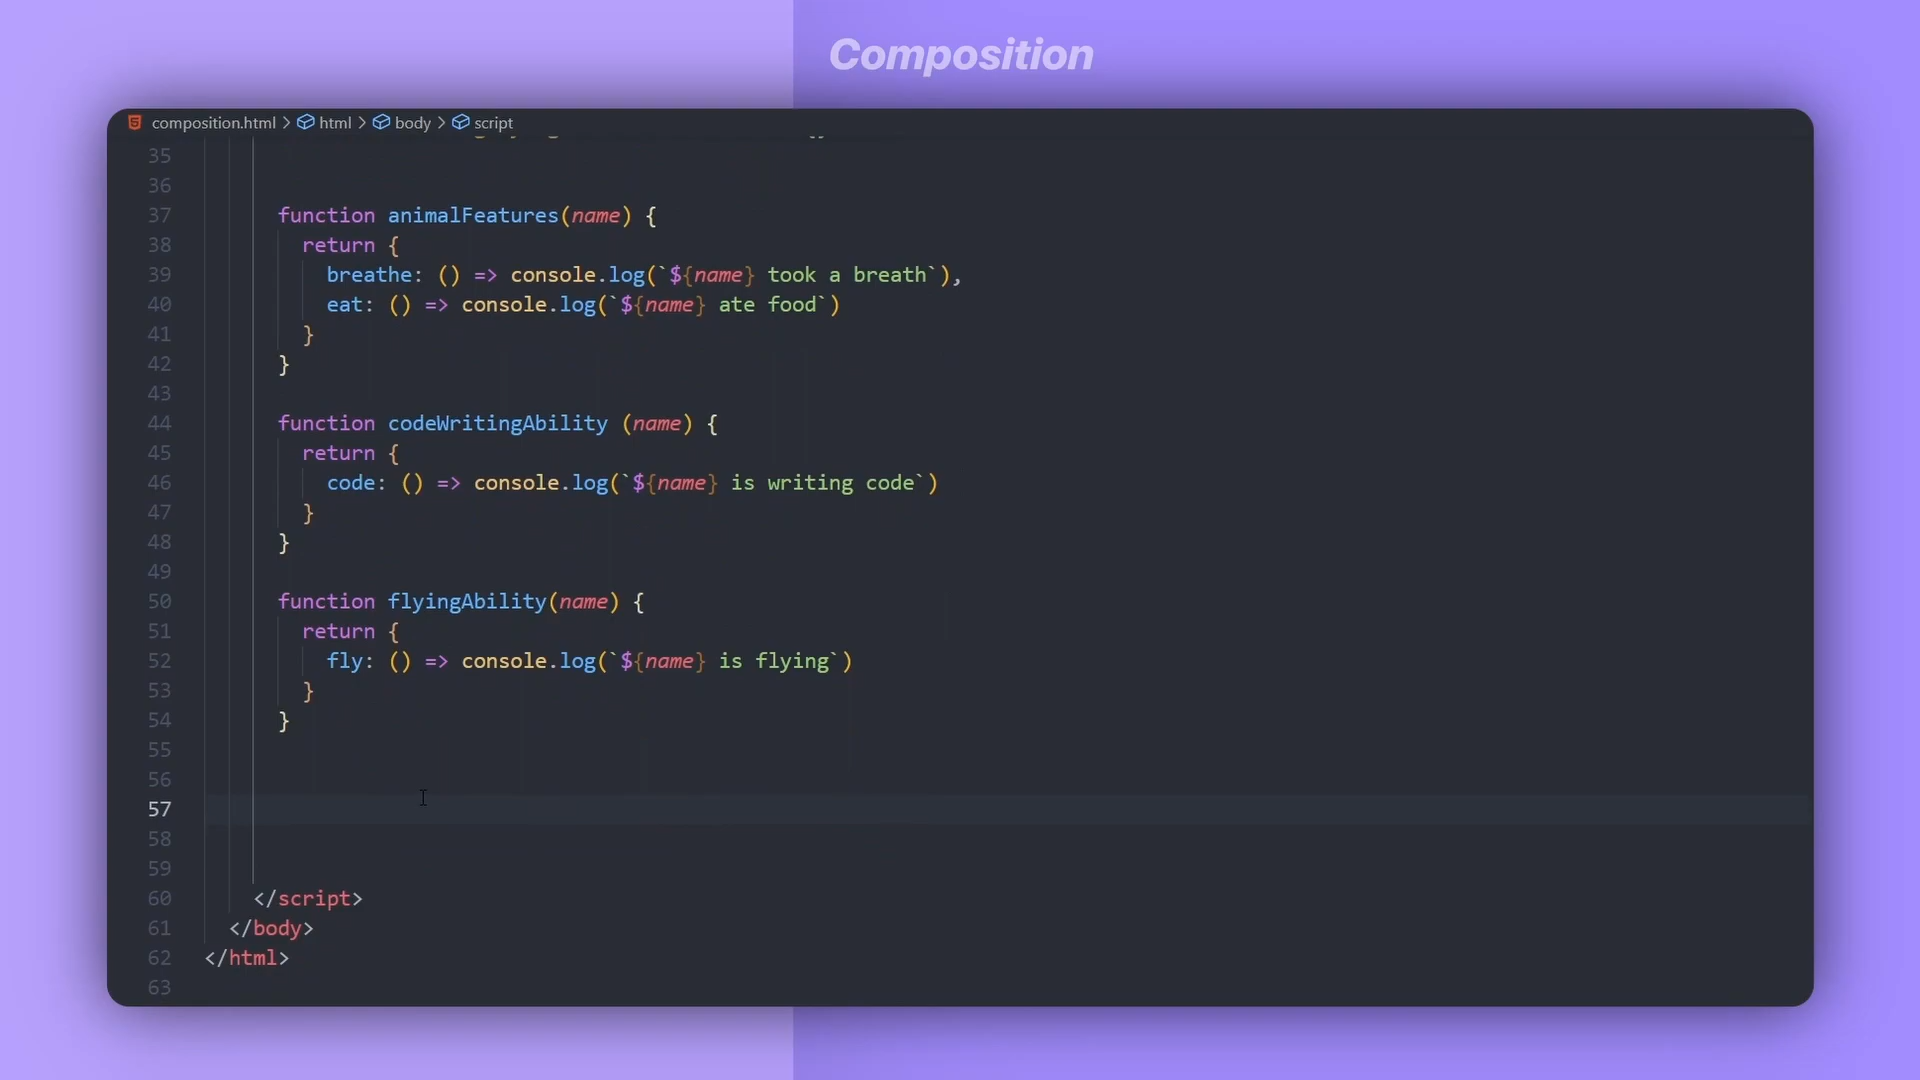 Composition
composition.html > html > body > script
35
36
37 function animalFeatures(name) {
38 return {
39 breathe: () => console.log(`${name} took a breath`),
40 eat: () => console.log(`${name} ate food`)
41 }
42 }
43
44 function codeWritingAbility (name) {
45 return {
46 code: () => console.log(`${name} is writing code`)
47 }
48 }
49
50 function flyingAbility(name) {
51 return {
52 fly: () => console.log(`${name} is flying`)
53 }
54 }
55
56
57
58
59
60 </script>
61 </body>
62 </html>
63